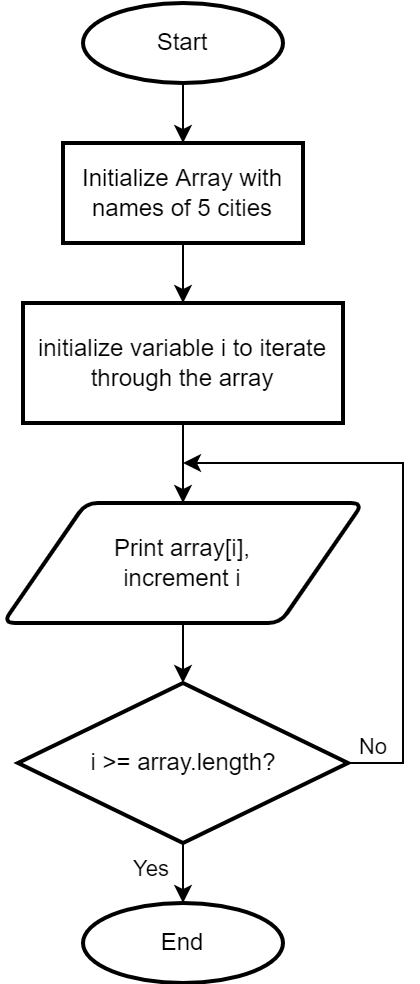 Start
Initialize Array with
names of 5 cities
initialize variable i to iterate
through the array
Print array[i],
increment i
i >= array.length?
No
Yes
End